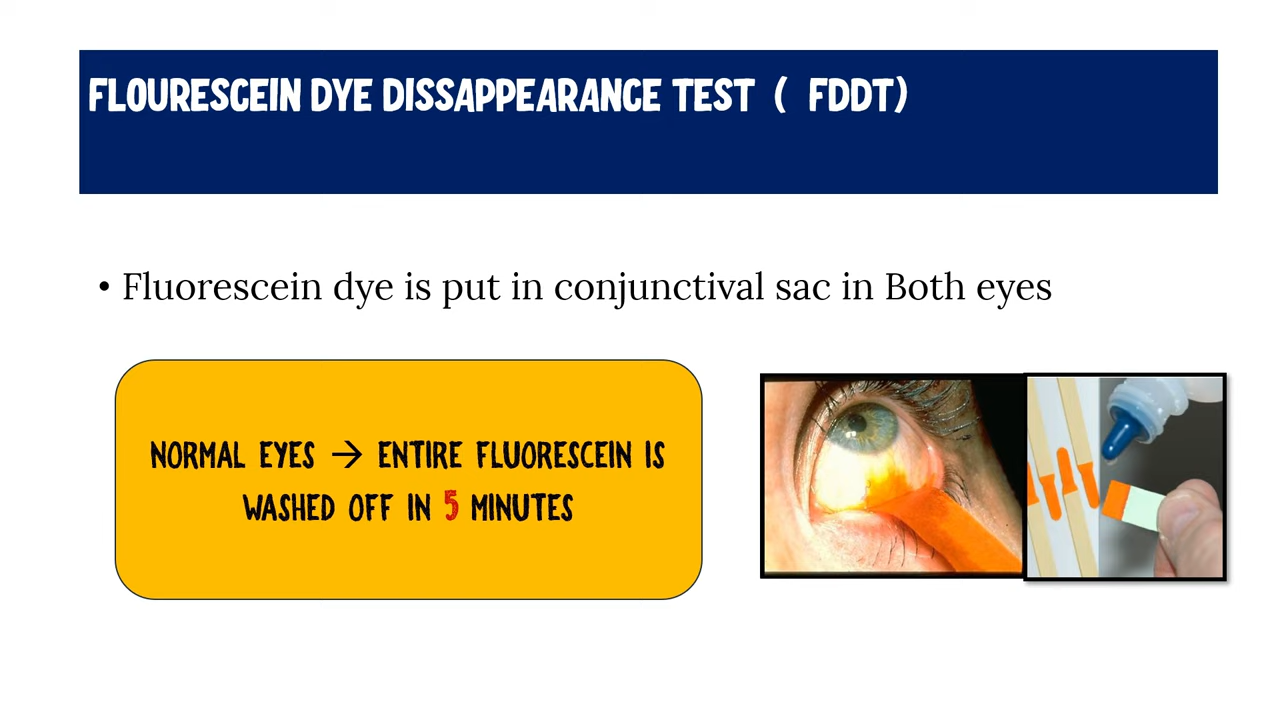 FLOURESCEIN DYE DISSAPPEARANCE TEST ( FDDT)
• Fluorescein dye is put in conjunctival sac in Both eyes
NORMAL EYES → ENTIRE FLUORESCEIN IS
WASHED OFF IN 5 MINUTES